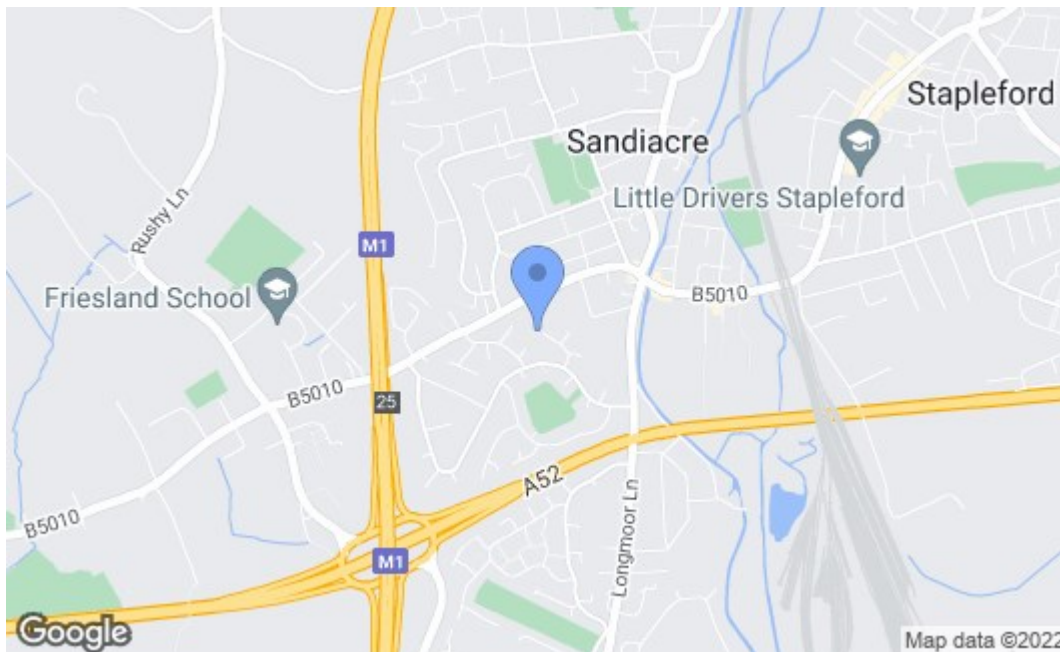 Stapleford
Sandiacre
Little Drivers Stapleford
Rushy Ln
M1
Friesland School
B5010
B5010
25
A52
Longmoor Ln
B5010
M1
Google
Map data ©2022